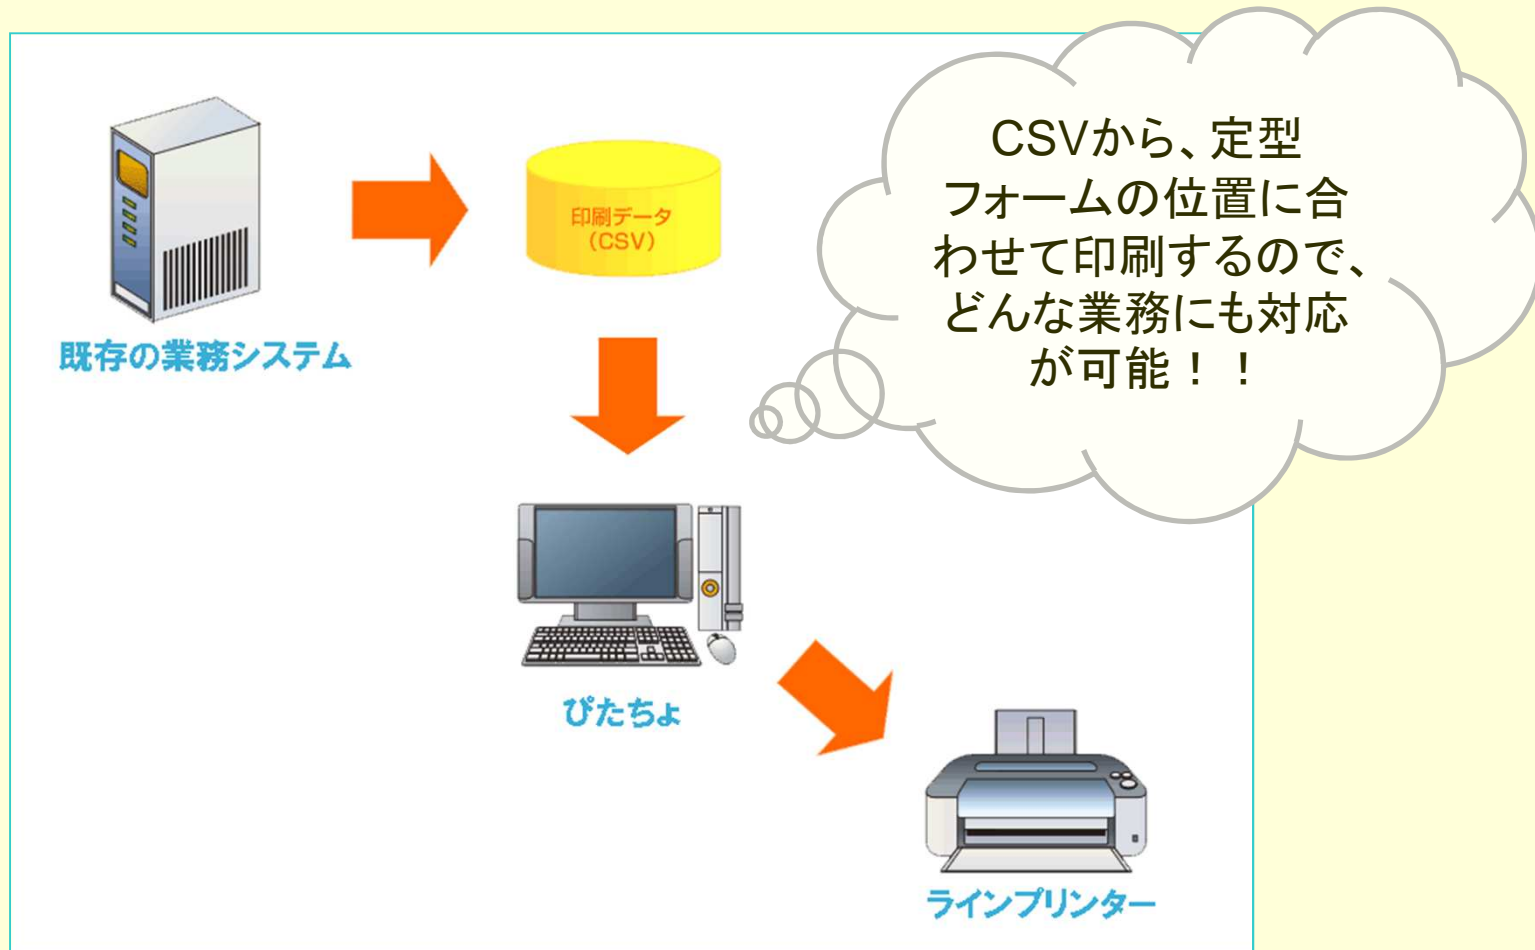 CSVから、定型
フォームの位置に合
わせて印刷するので、
どんな業務にも対応
が可能！！
印刷データ
（CSV）
既存の業務システム
ぴたちょ
ラインプリンター